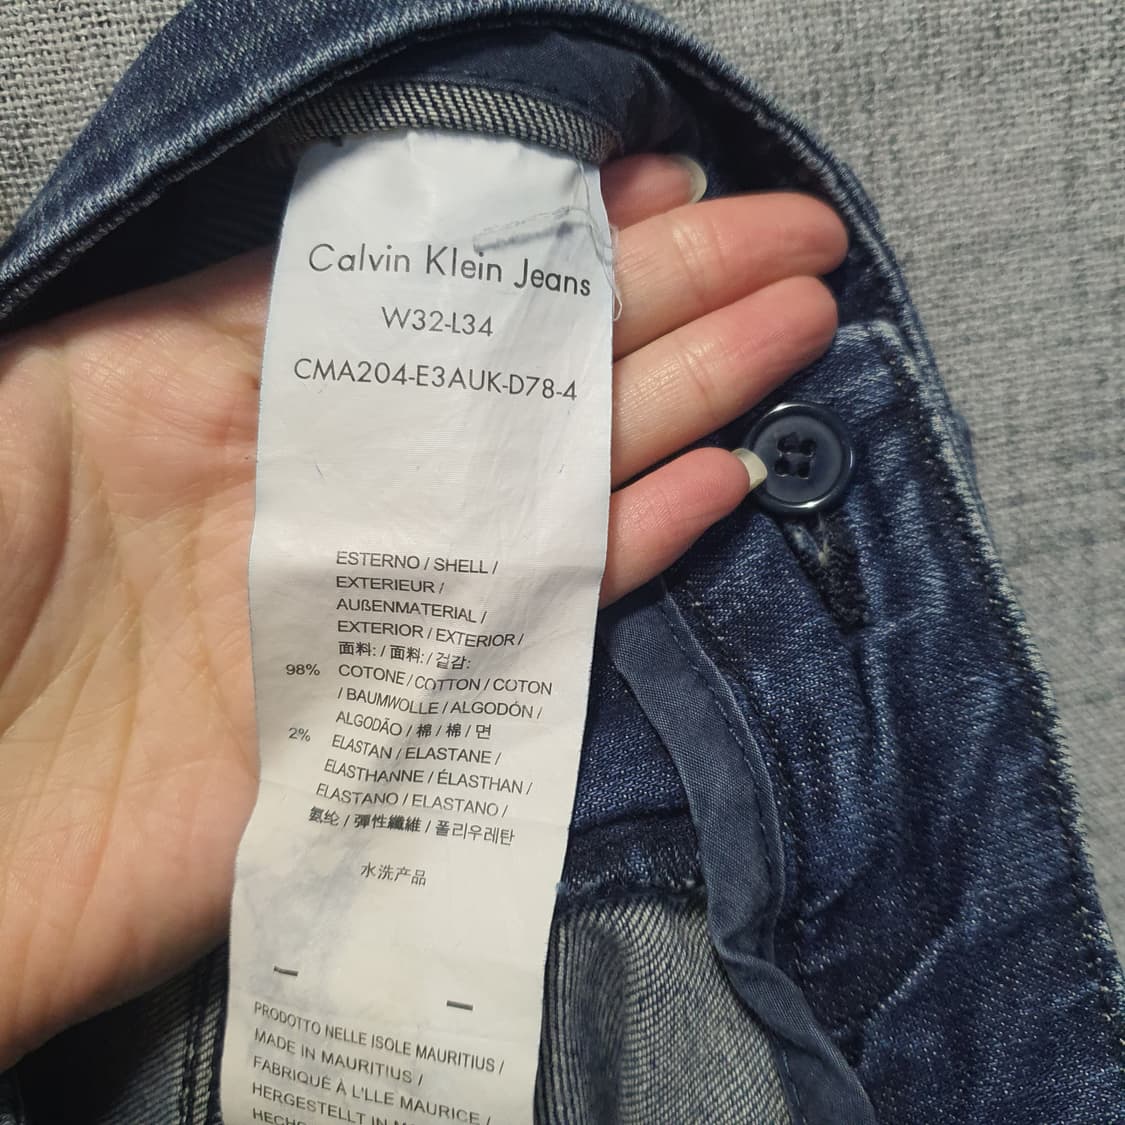 Calvin Klein Jeans
W32-L34
CMA204-E3AUK-D78-4
ESTERNO / SHELL /
EXTERIEUR /
AUßENMATERIAL /
EXTERIOR / EXTERIOR /
面料: / 面料: / 겉감:
98% COTONE / COTTON / COTON
/ BAUMWOLLE / ALGODÓN /
ALGODÃO / 棉 / 棉 / 면
2% ELASTAN / ELASTANE /
ELASTHANNE / ÉLASTHAN /
ELASTANO / ELASTANO /
氨纶 / 彈性纖維 / 폴리우레탄
水洗产品
PRODOTTO NELLE ISOLE MAURITIUS /
MADE IN MAURITIUS /
FABRIQUÉ À L'LLE MAURICE /
HERGESTELLT IN